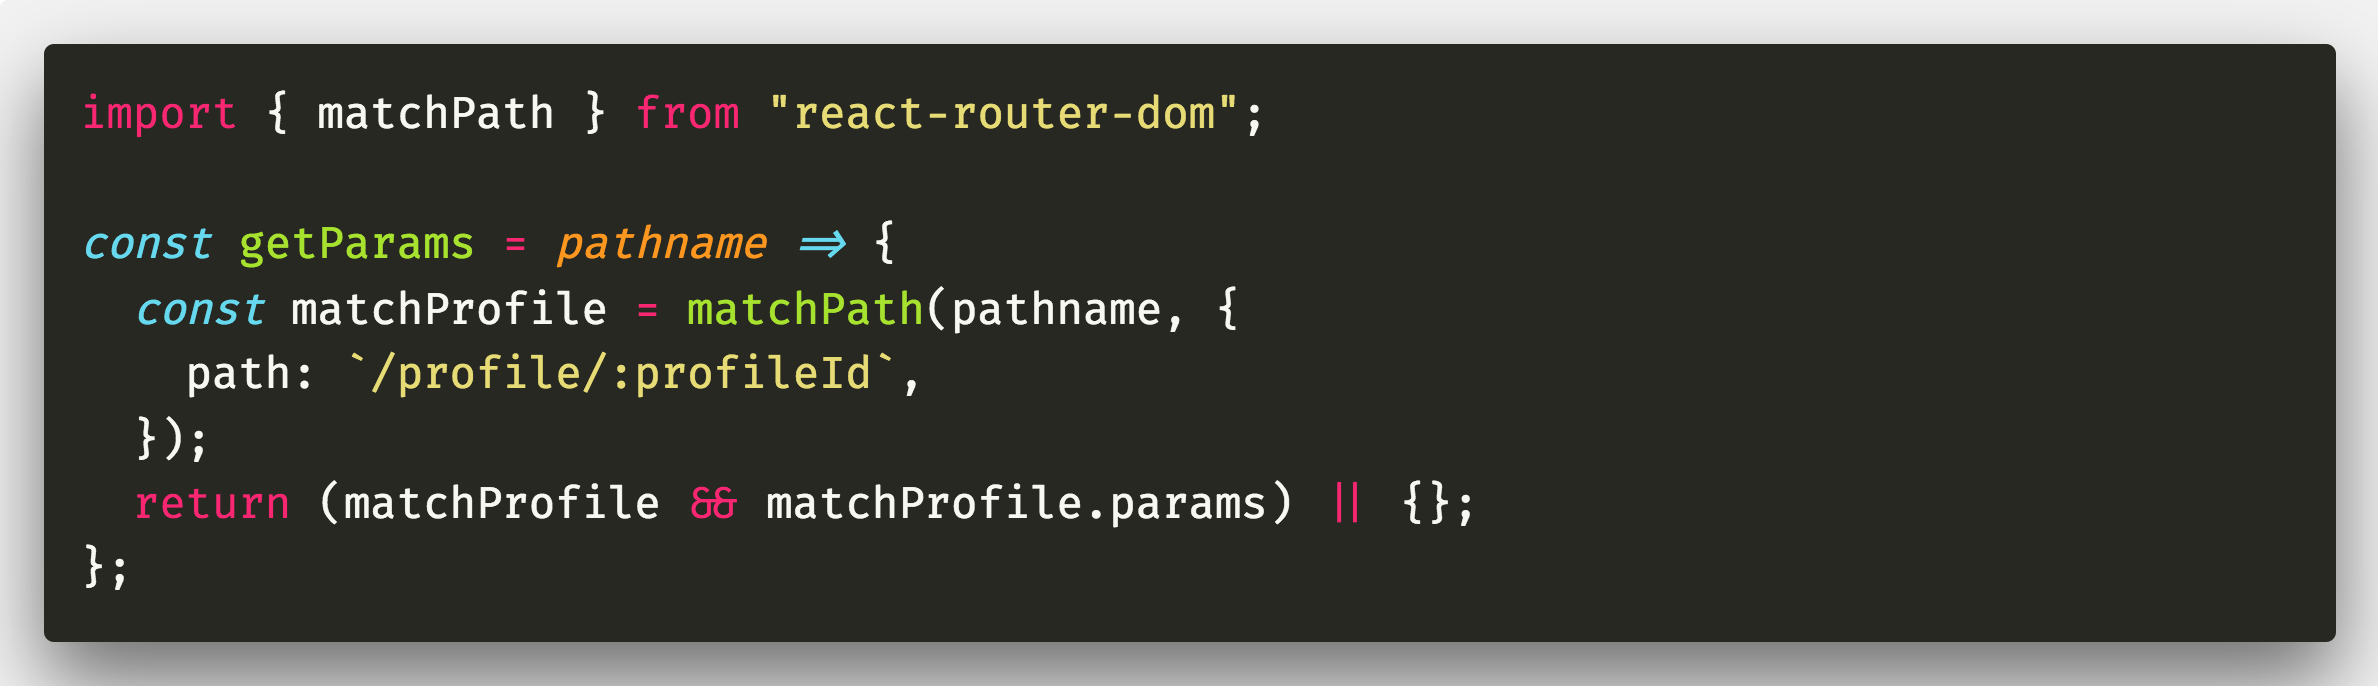 import { matchPath } from "react-router-dom";

const getParams = pathname => {
  const matchProfile = matchPath(pathname, {
    path: `/profile/:profileId`,
  });
  return (matchProfile && matchProfile.params) || {};
};